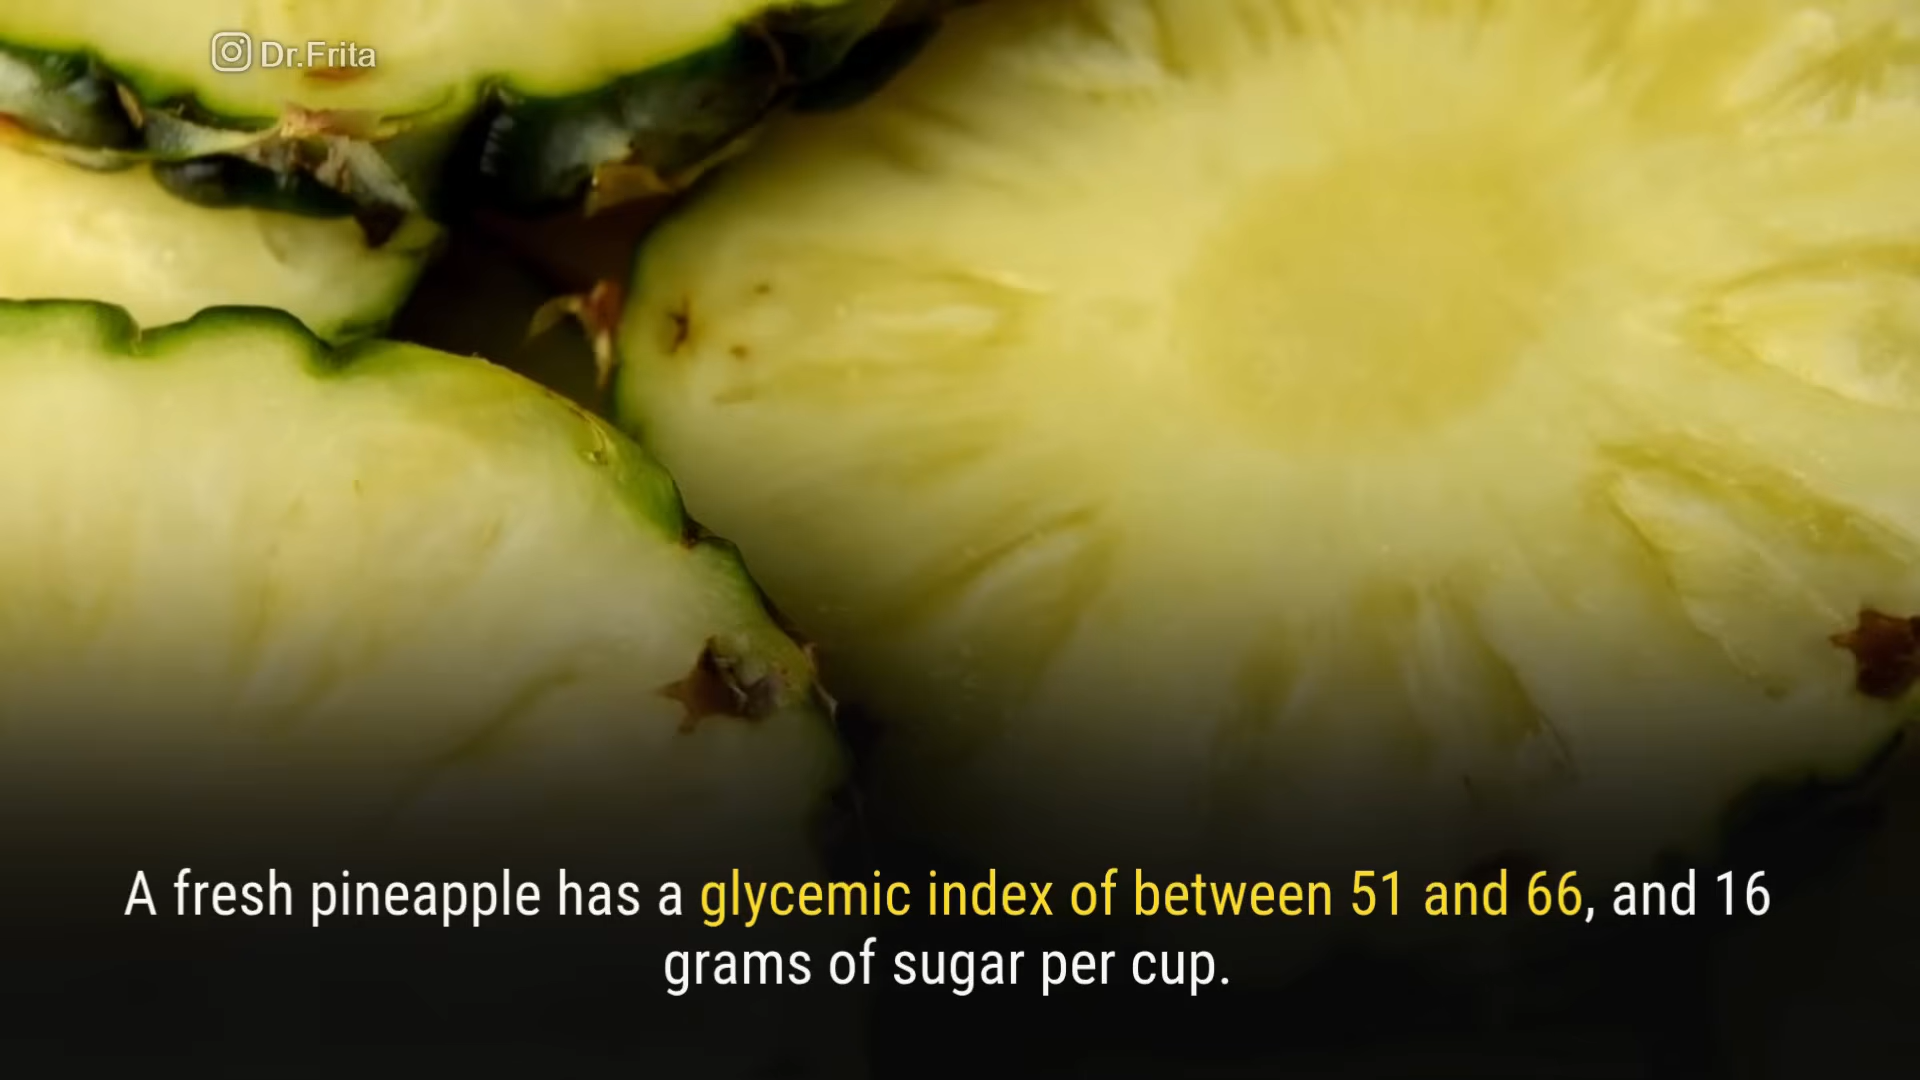 Dr.Frita
A fresh pineapple has a glycemic index of between 51 and 66, and 16
grams of sugar per cup.